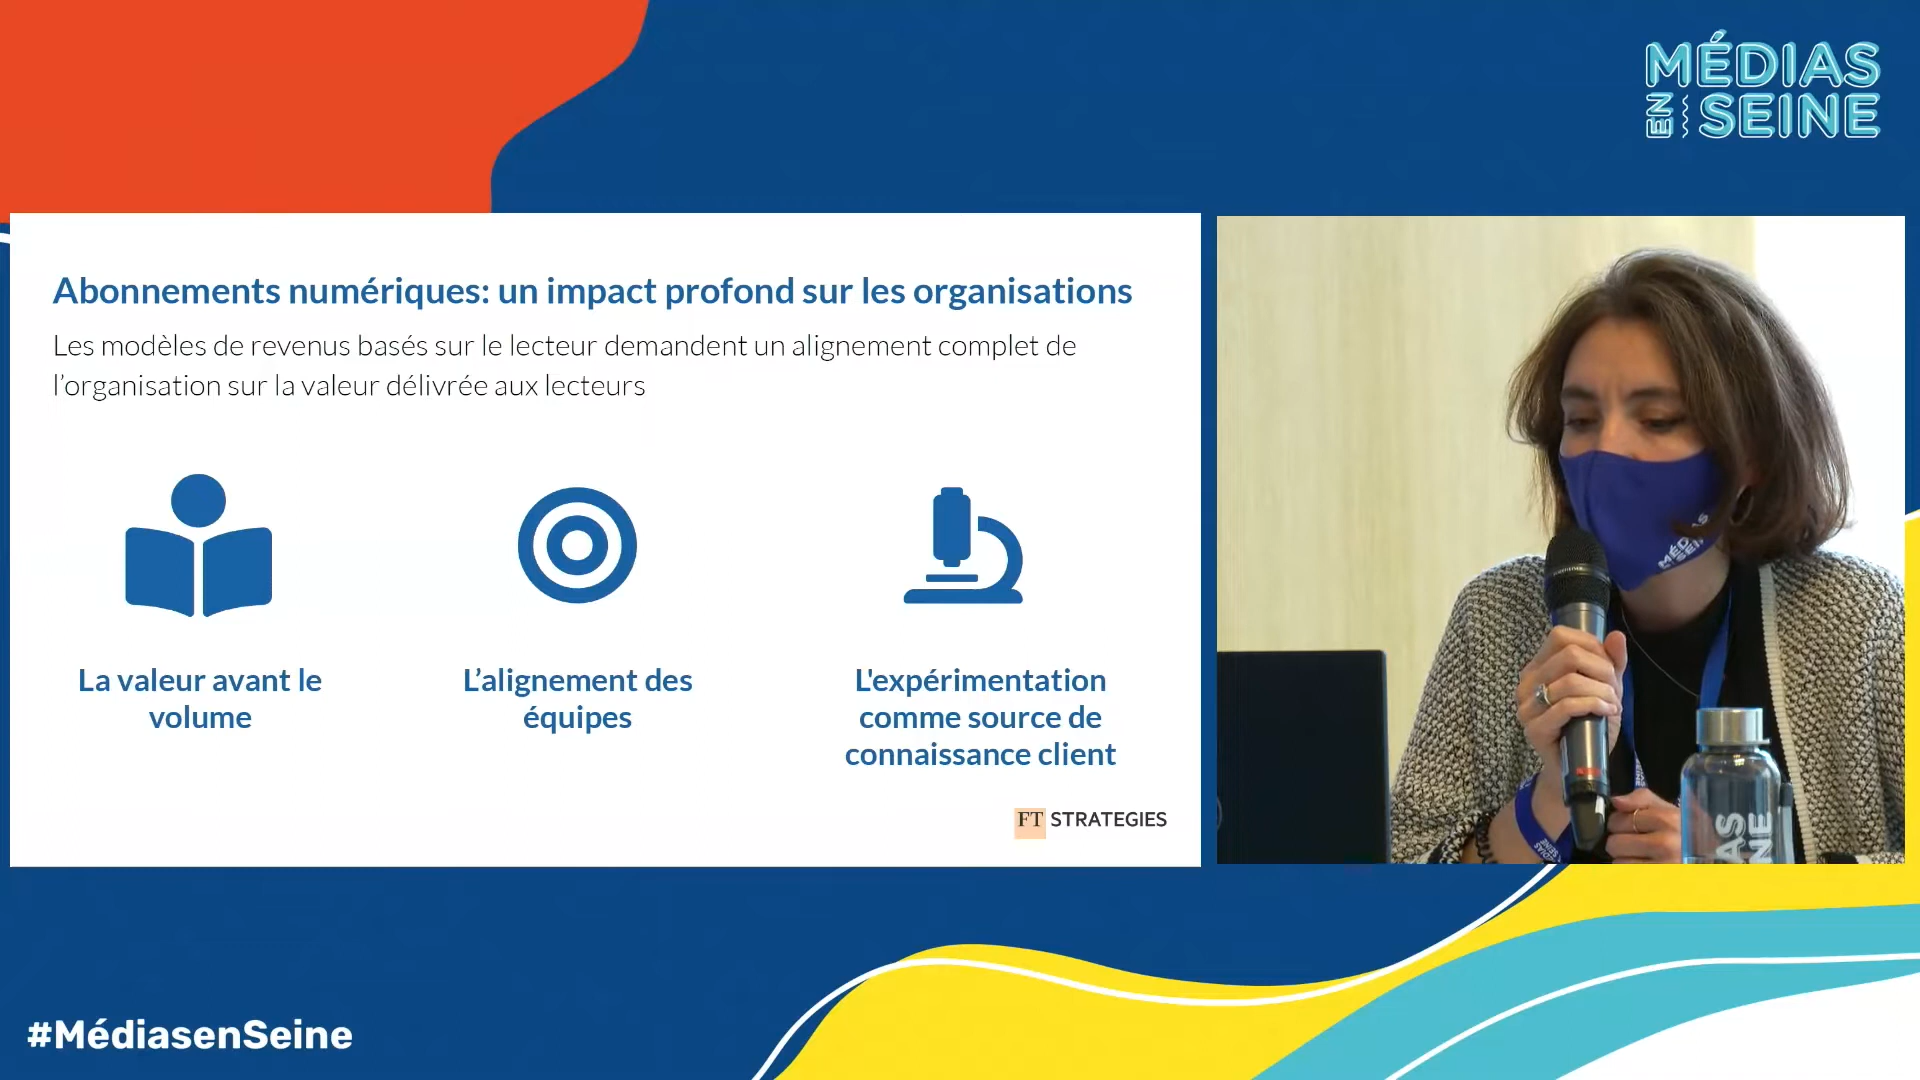 MÉDIAS
EN SEINE
Abonnements numériques: un impact profond sur les organisations
Les modèles de revenus basés sur le lecteur demandent un alignement complet de
l’organisation sur la valeur délivrée aux lecteurs
La valeur avant le
volume
L’alignement des
équipes
L'expérimentation
comme source de
connaissance client
FT STRATEGIES
#MédiasenSeine